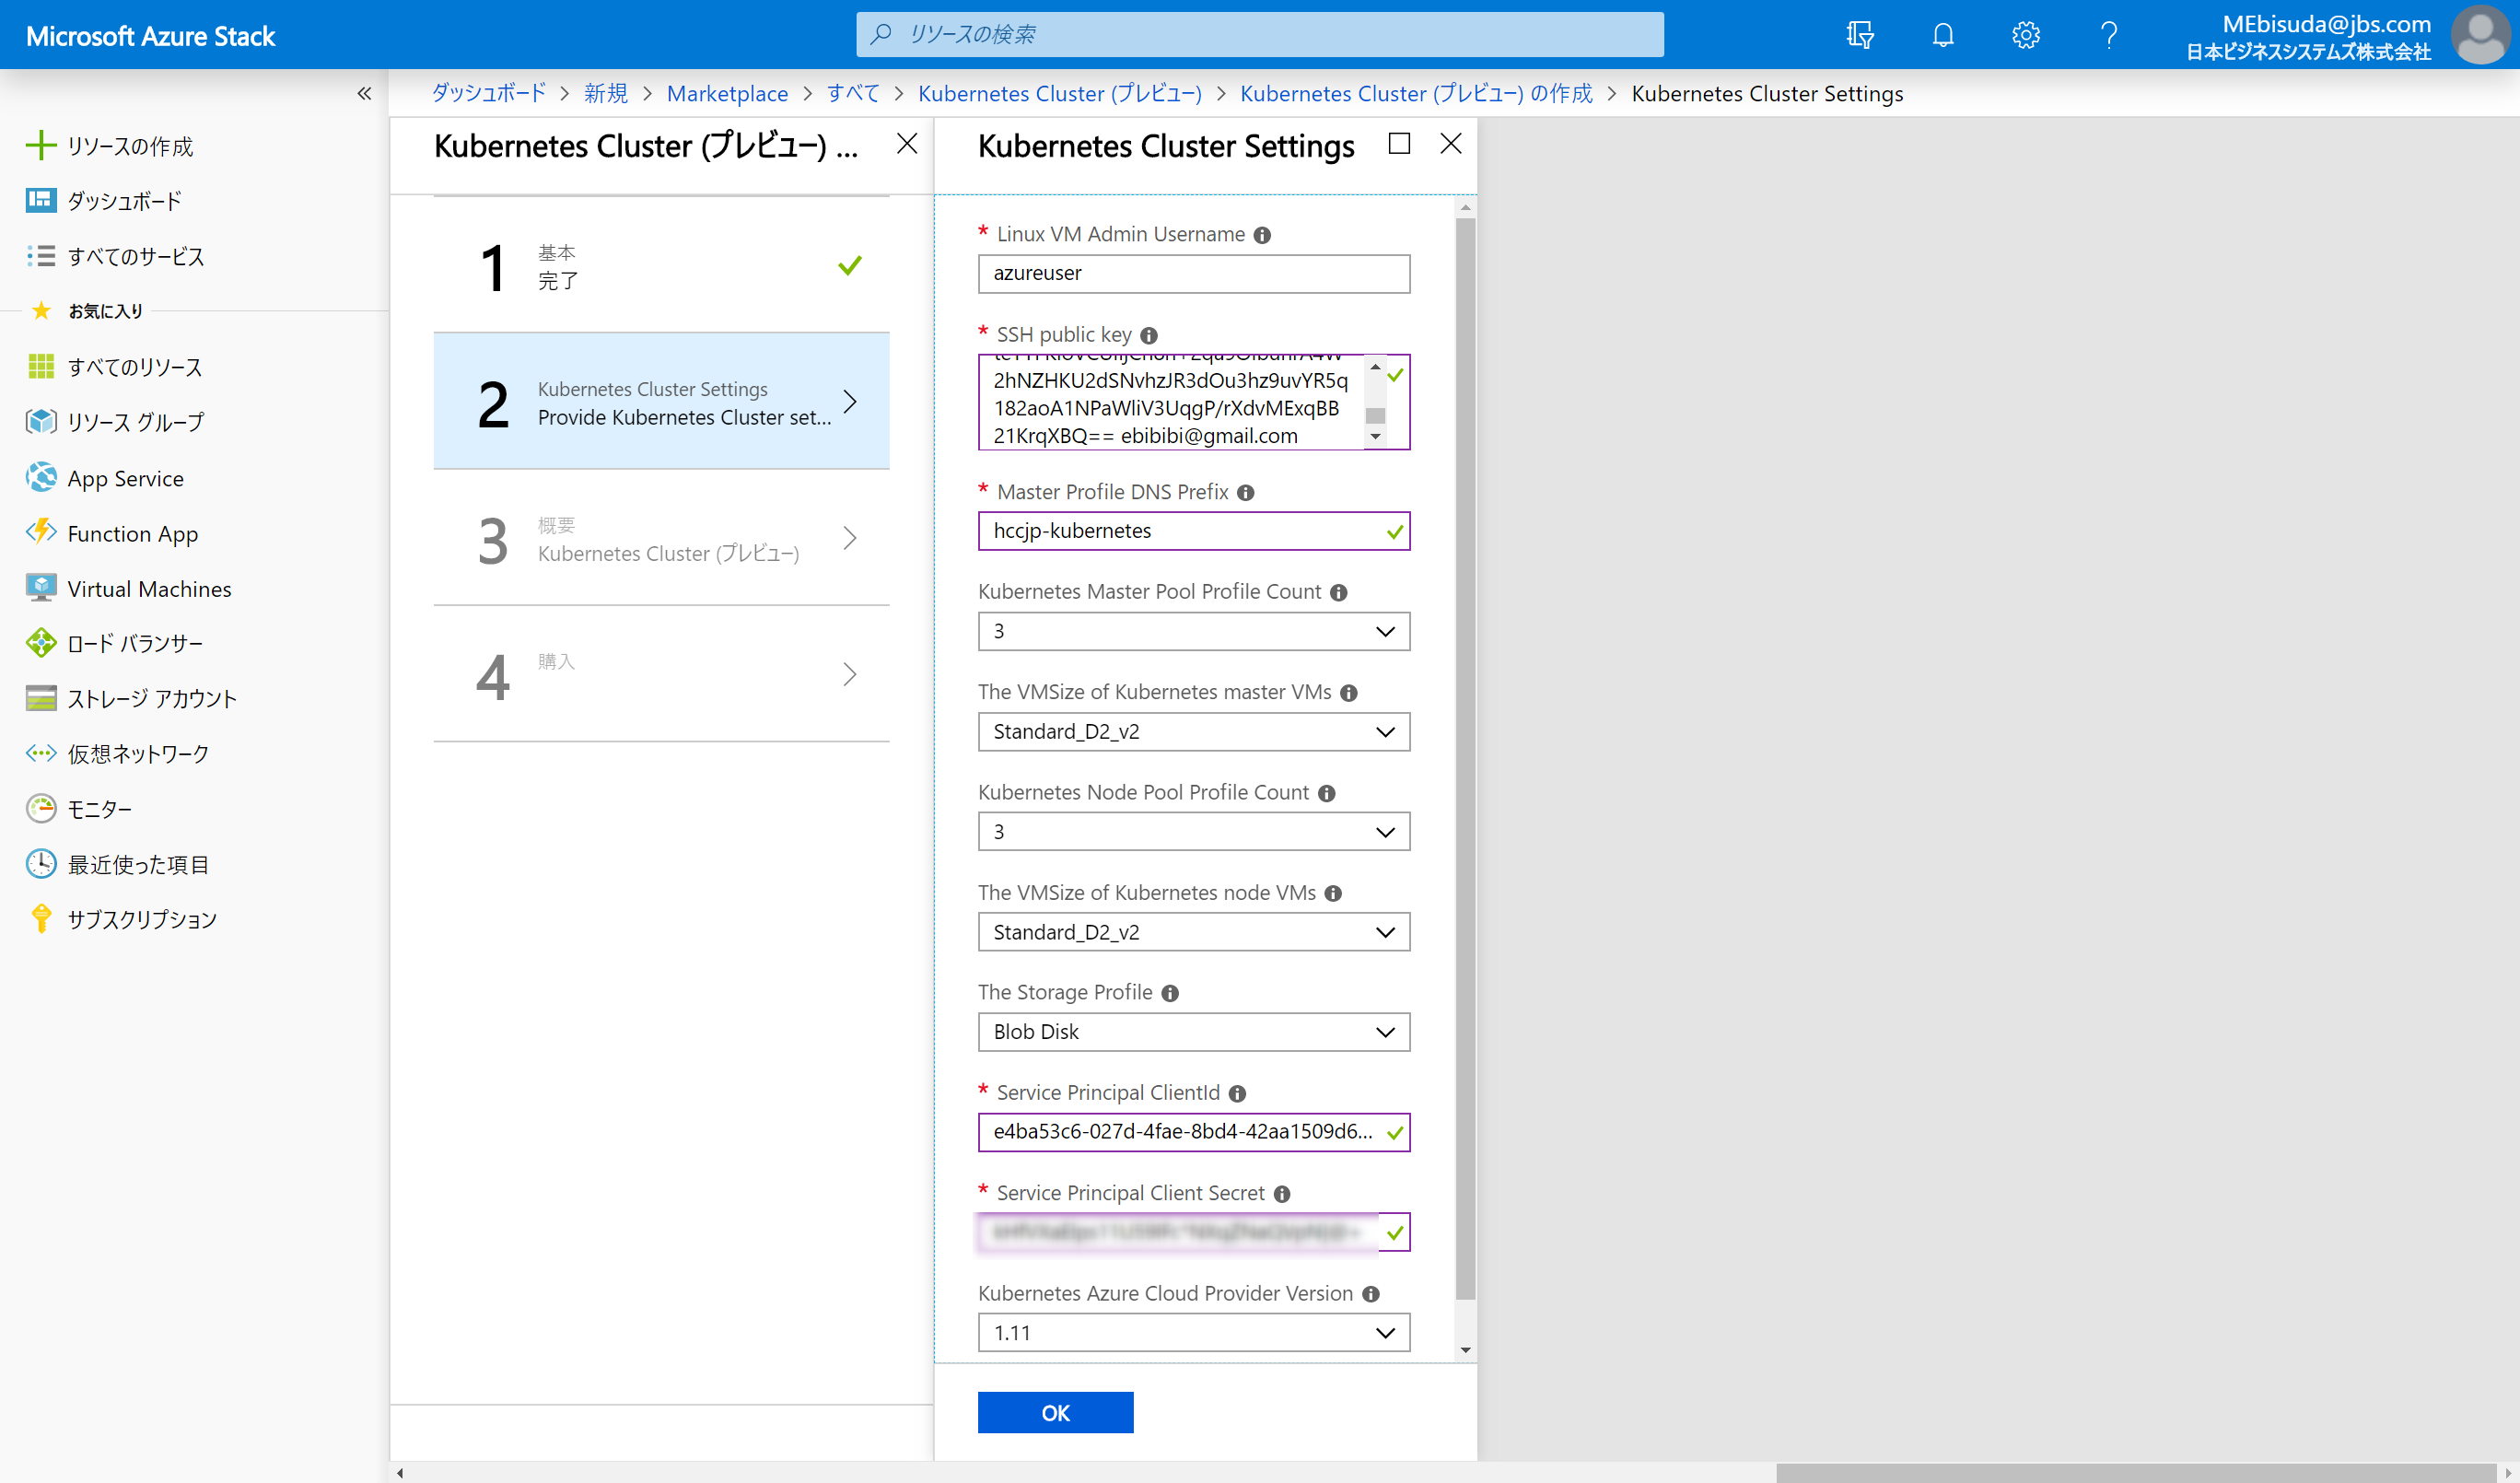 Microsoft Azure Stack
リソースの検索
MEbisuda@jbs.com
日本ビジネスシステムズ株式会社
ダッシュボード > 新規 > Marketplace > すべて > Kubernetes Cluster (プレビュー) > Kubernetes Cluster (プレビュー) の作成 > Kubernetes Cluster Settings
リソースの作成
ダッシュボード
すべてのサービス
お気に入り
すべてのリソース
リソース グループ
App Service
Function App
Virtual Machines
ロード バランサー
ストレージ アカウント
仮想ネットワーク
モニター
最近使った項目
サブスクリプション
Kubernetes Cluster (プレビュー) ...
1
基本
完了
2
Kubernetes Cluster Settings
Provide Kubernetes Cluster set...
3
概要
Kubernetes Cluster (プレビュー)
4
購入
Kubernetes Cluster Settings
* Linux VM Admin Username
azureuser
* SSH public key
2hNZHKU2dSNvhzJR3dOu3hz9uvYR5q
182aoA1NPaWliV3UqgP/rXdvMExqBB
21KrqXBQ== ebibibi@gmail.com
* Master Profile DNS Prefix
hccjp-kubernetes
Kubernetes Master Pool Profile Count
3
The VMSize of Kubernetes master VMs
Standard_D2_v2
Kubernetes Node Pool Profile Count
3
The VMSize of Kubernetes node VMs
Standard_D2_v2
The Storage Profile
Blob Disk
* Service Principal ClientId
e4ba53c6-027d-4fae-8bd4-42aa1509d6...
* Service Principal Client Secret
Kubernetes Azure Cloud Provider Version
1.11
OK